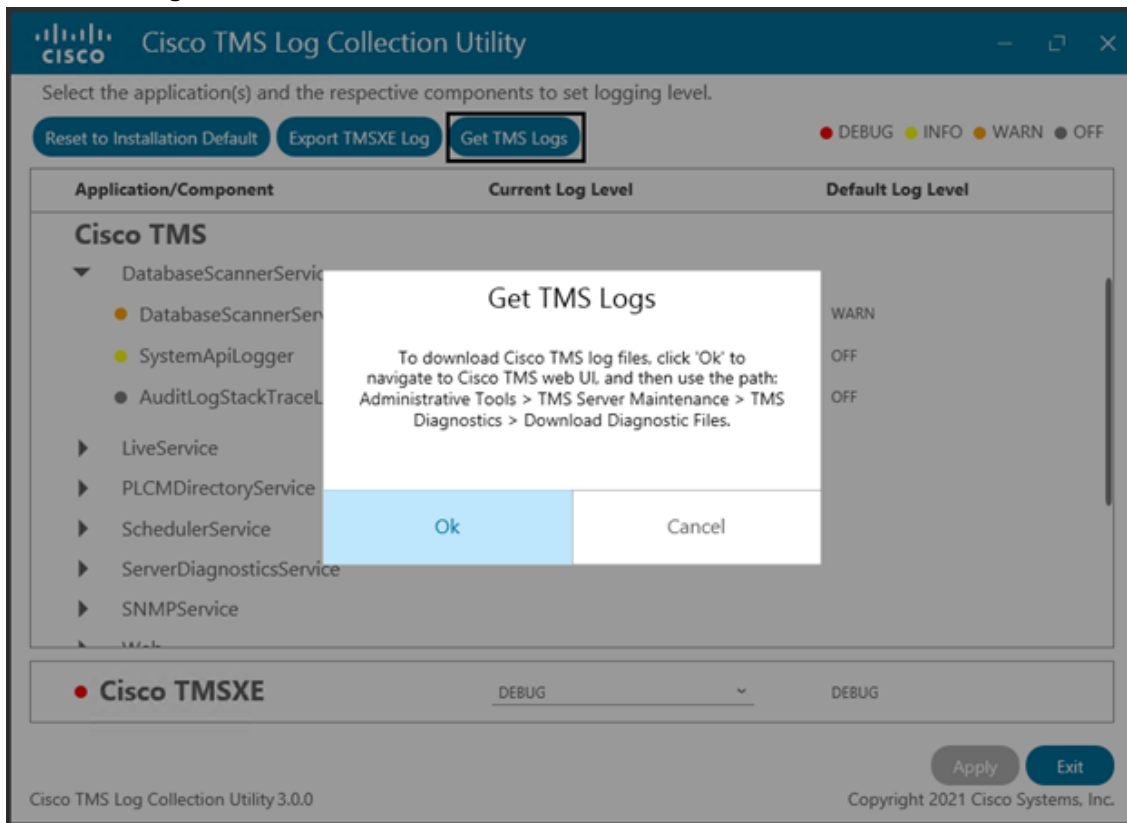 cisco
Cisco TMS Log Collection Utility
Select the application(s) and the respective components to set logging level.
Reset to Installation Default Export TMSXE Log Get TMS Logs
DEBUG INFO WARN OFF
Application/Component Current Log Level Default Log Level
Cisco TMS
DatabaseScannerServic
DatabaseScannerSer WARN
SystemApiLogger OFF
AuditLogStackTraceL OFF
LiveService
PLCMDirectoryService
SchedulerService
ServerDiagnosticsService
SNMPService
Get TMS Logs
To download Cisco TMS log files, click 'Ok' to
navigate to Cisco TMS web UI, and then use the path:
Administrative Tools > TMS Server Maintenance > TMS
Diagnostics > Download Diagnostic Files.
Ok Cancel
Cisco TMSXE DEBUG DEBUG
Apply Exit
Cisco TMS Log Collection Utility 3.0.0 Copyright 2021 Cisco Systems, Inc.